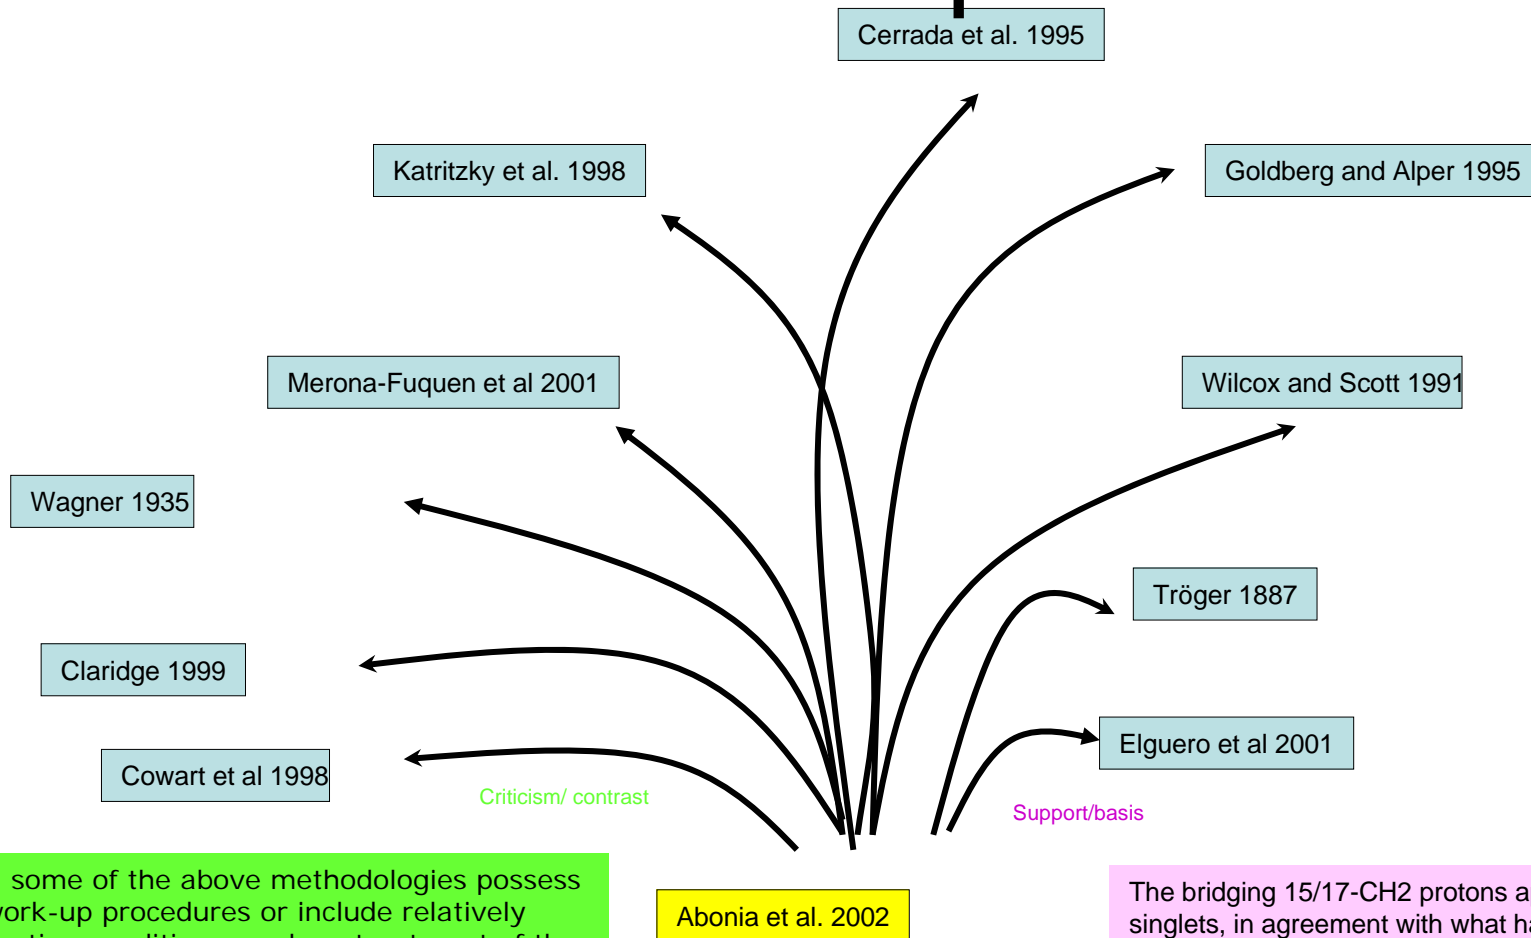 Cerrada et al. 1995
Katritzky et al. 1998
Goldberg and Alper 1995
Merona-Fuquen et al 2001
Wilcox and Scott 1991
Wagner 1935
Tröger 1887
Claridge 1999
Elguero et al 2001
Cowart et al 1998
Criticism/ contrast
Support/basis
some of the above methodologies possess
work-up procedures or include relatively
Abonia et al. 2002
The bridging 15/17-CH2 protons a
singlets, in agreement with what ha